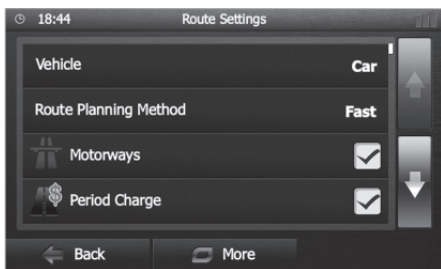 18:44 Route Settings
Vehicle Car
Route Planning Method Fast
Motorways
Period Charge
Back More